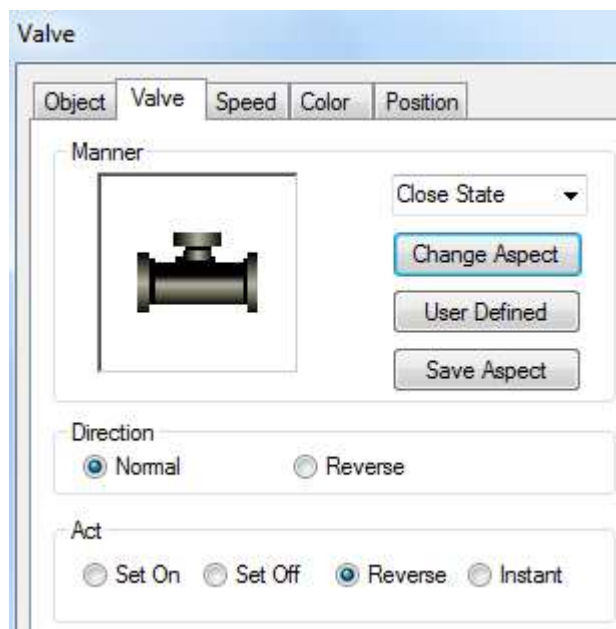 Valve
Object Valve Speed Color Position
Manner
Close State
Change Aspect
User Defined
Save Aspect
Direction
Normal Reverse
Act
Set On Set Off Reverse Instant